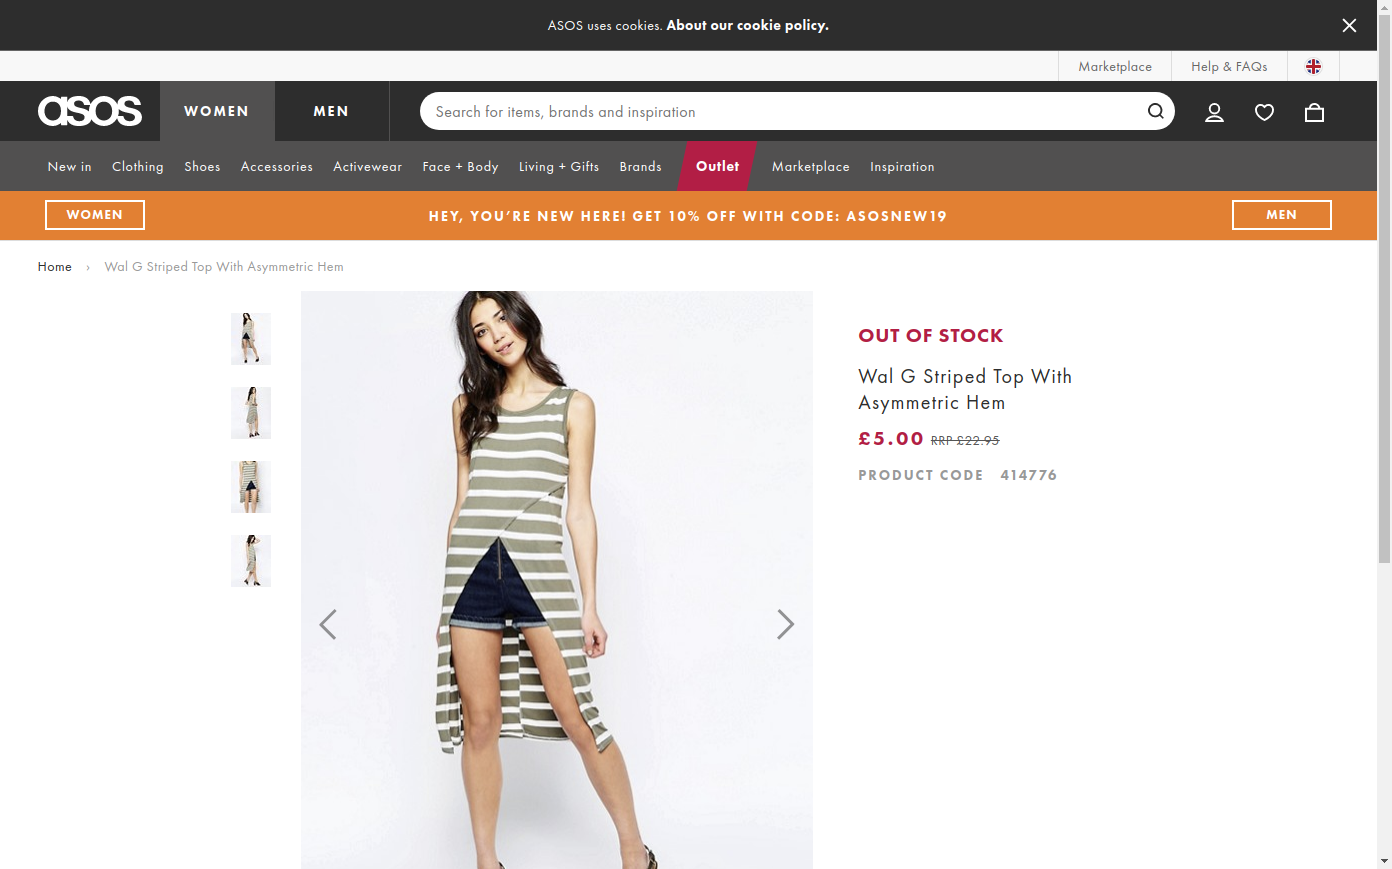 ASOS uses cookies. About our cookie policy.
Marketplace
Help & FAQs
asos
WOMEN
MEN
Search for items, brands and inspiration
New in
Clothing
Shoes
Accessories
Activewear
Face + Body
Living + Gifts
Brands
Outlet
Marketplace
Inspiration
WOMEN
HEY, YOU'RE NEW HERE! GET 10% OFF WITH CODE: ASOSNEW19
MEN
Home › Wal G Striped Top With Asymmetric Hem
OUT OF STOCK
Wal G Striped Top With
Asymmetric Hem
£5.00 RRP £22.95
PRODUCT CODE 414776